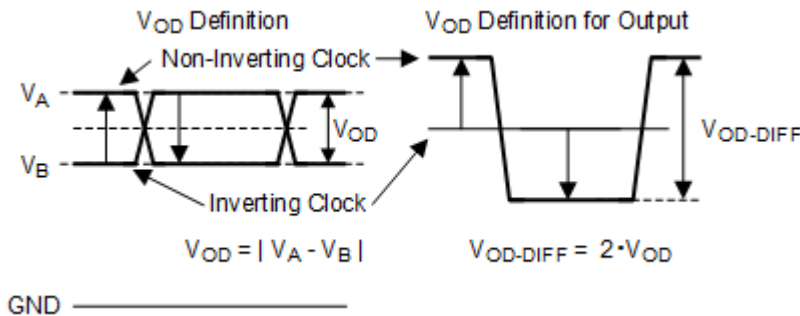 VOD Definition
VOD Definition for Output
Non-Inverting Clock
VA
VOD
VOD-DIFF
VB
Inverting Clock
VOD = | VA - VB |
VOD-DIFF = 2·VOD
GND